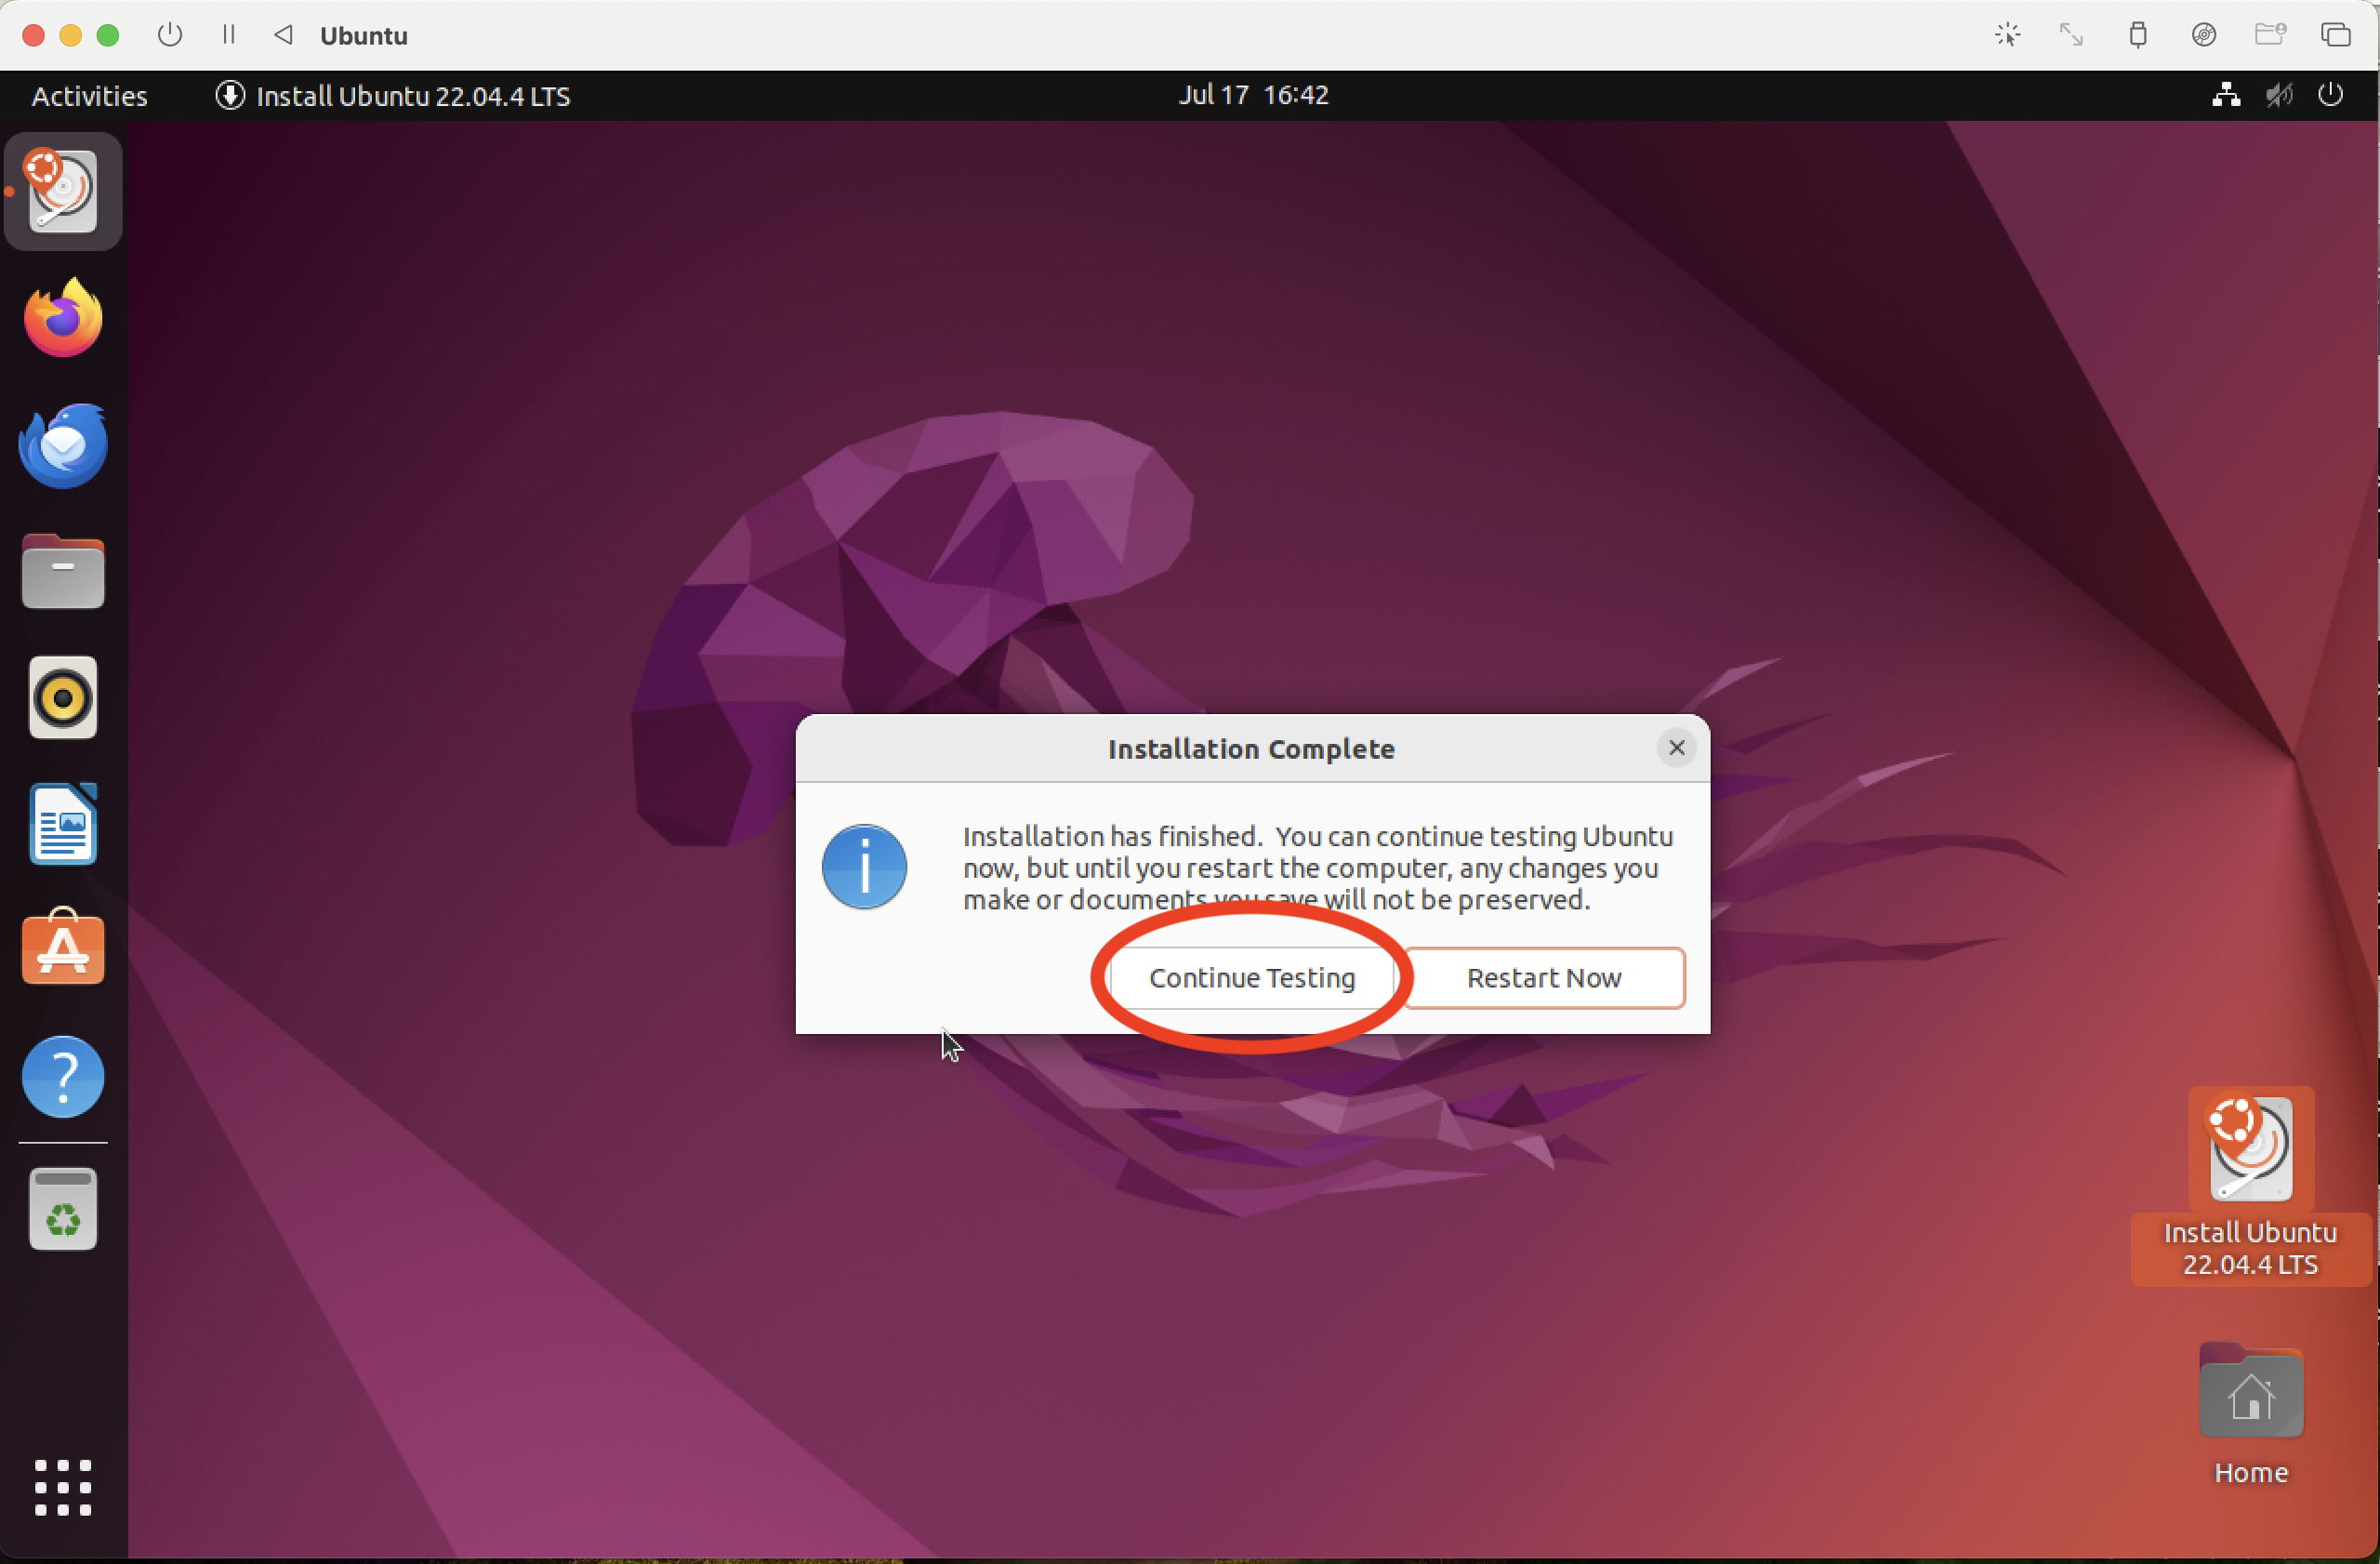 Ubuntu
Activities
Install Ubuntu 22.04.4 LTS
Jul 17 16:42
Installation Complete
Installation has finished. You can continue testing Ubuntu
now, but until you restart the computer, any changes you
make or documents you save will not be preserved.
Continue Testing
Restart Now
Install Ubuntu
22.04.4 LTS
Home